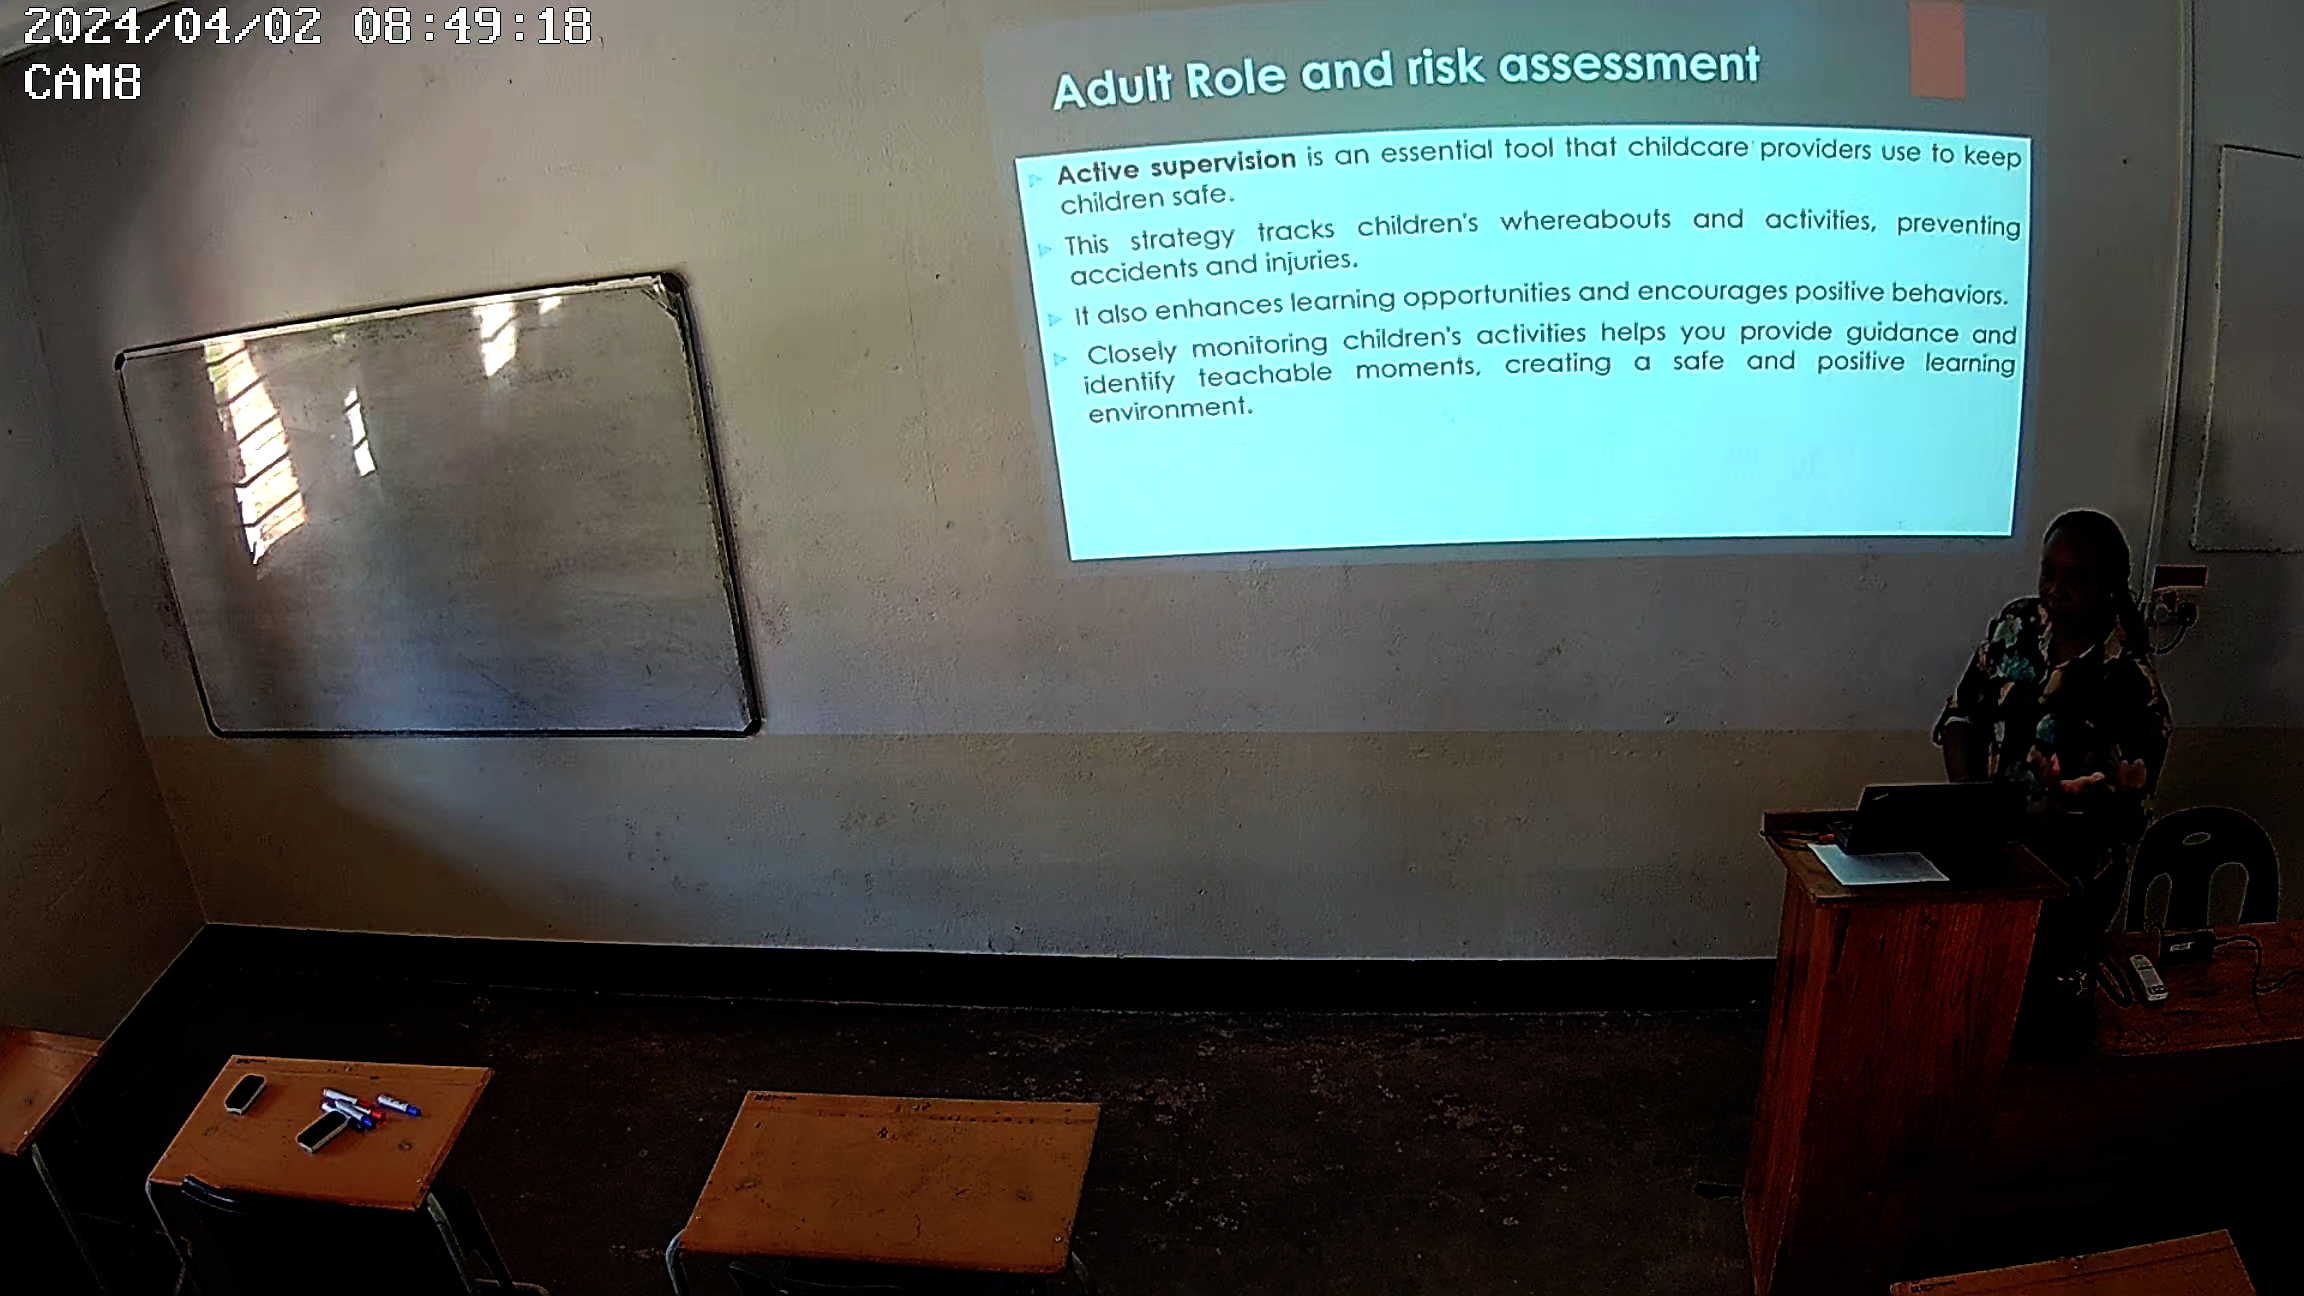 2024/04/02 08:49:18
CAM8
Adult Role and risk assessment
Active supervision is an essential tool that childcare providers use to keep
children safe.
This strategy tracks children's whereabouts and activities, preventing
accidents and injuries.
It also enhances learning opportunities and encourages positive behaviors.
Closely monitoring children's activities helps you provide guidance and
identify teachable moments, creating a safe and positive learning
environment.